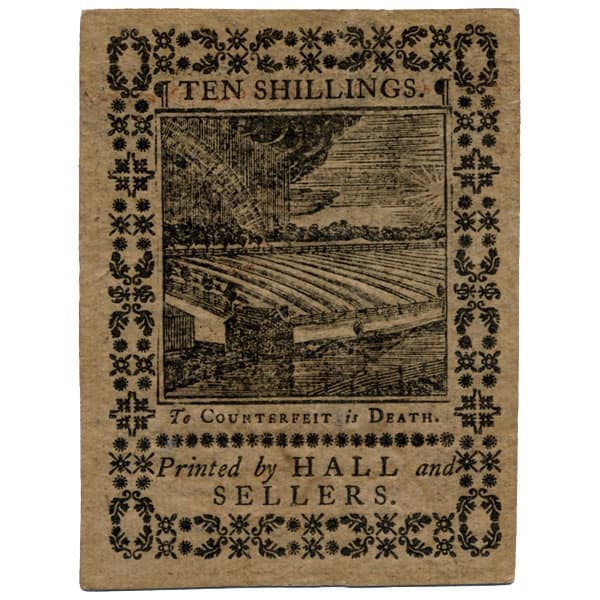 TEN SHILLINGS.
To COUNTERFEIT is DEATH.
Printed by HALL and
SELLERS.